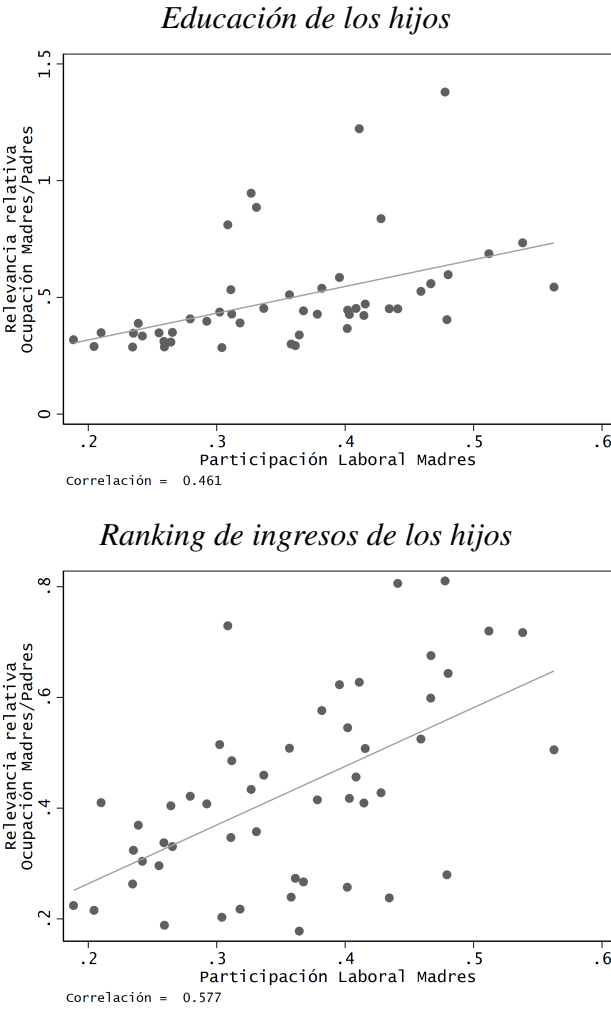 Educación de los hijos
Relevancia relativa
Ocupación Madres/Padres
1.5
1
.5
0
.2 .3 .4 .5 .6
Participación Laboral Madres
Correlación = 0.461
Ranking de ingresos de los hijos
Relevancia relativa
Ocupación Madres/Padres
.8
.6
.4
.2
.2 .3 .4 .5 .6
Participación Laboral Madres
Correlación = 0.577